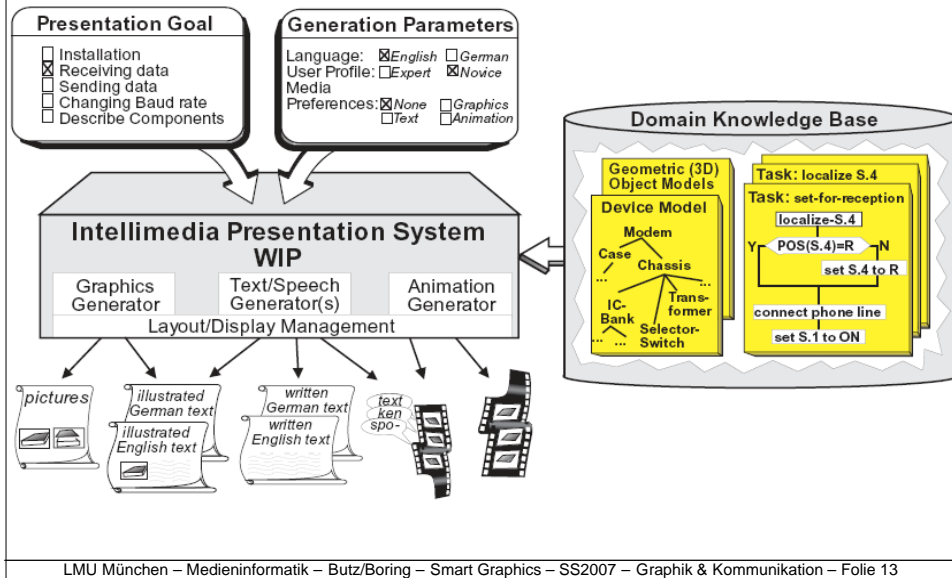 Presentation Goal
Installation
Receiving data
Sending data
Changing Baud rate
Describe Components
Generation Parameters
Language: English German
User Profile: Expert Novice
Media
Preferences: None Graphics
Text Animation
Domain Knowledge Base
Geometric (3D)
Object Models
Device Model
Modem
Case
Chassis
...
...
IC-
Bank
Trans-
former
... ...
Selector-
Switch
Task: localize S.4
Task: set-for-reception
localize-S.4
Y POS(S.4)=R N
set S.4 to R
connect phone line
set S.1 to ON
Intellimedia Presentation System
WIP
Graphics
Generator
Text/Speech
Generator(s)
Animation
Generator
Layout/Display Management
pictures
illustrated
German text
illustrated
English text
written
German text
written
English text
text
ken
spo-
LMU München – Medieninformatik – Butz/Boring – Smart Graphics – SS2007 – Graphik & Kommunikation – Folie 13